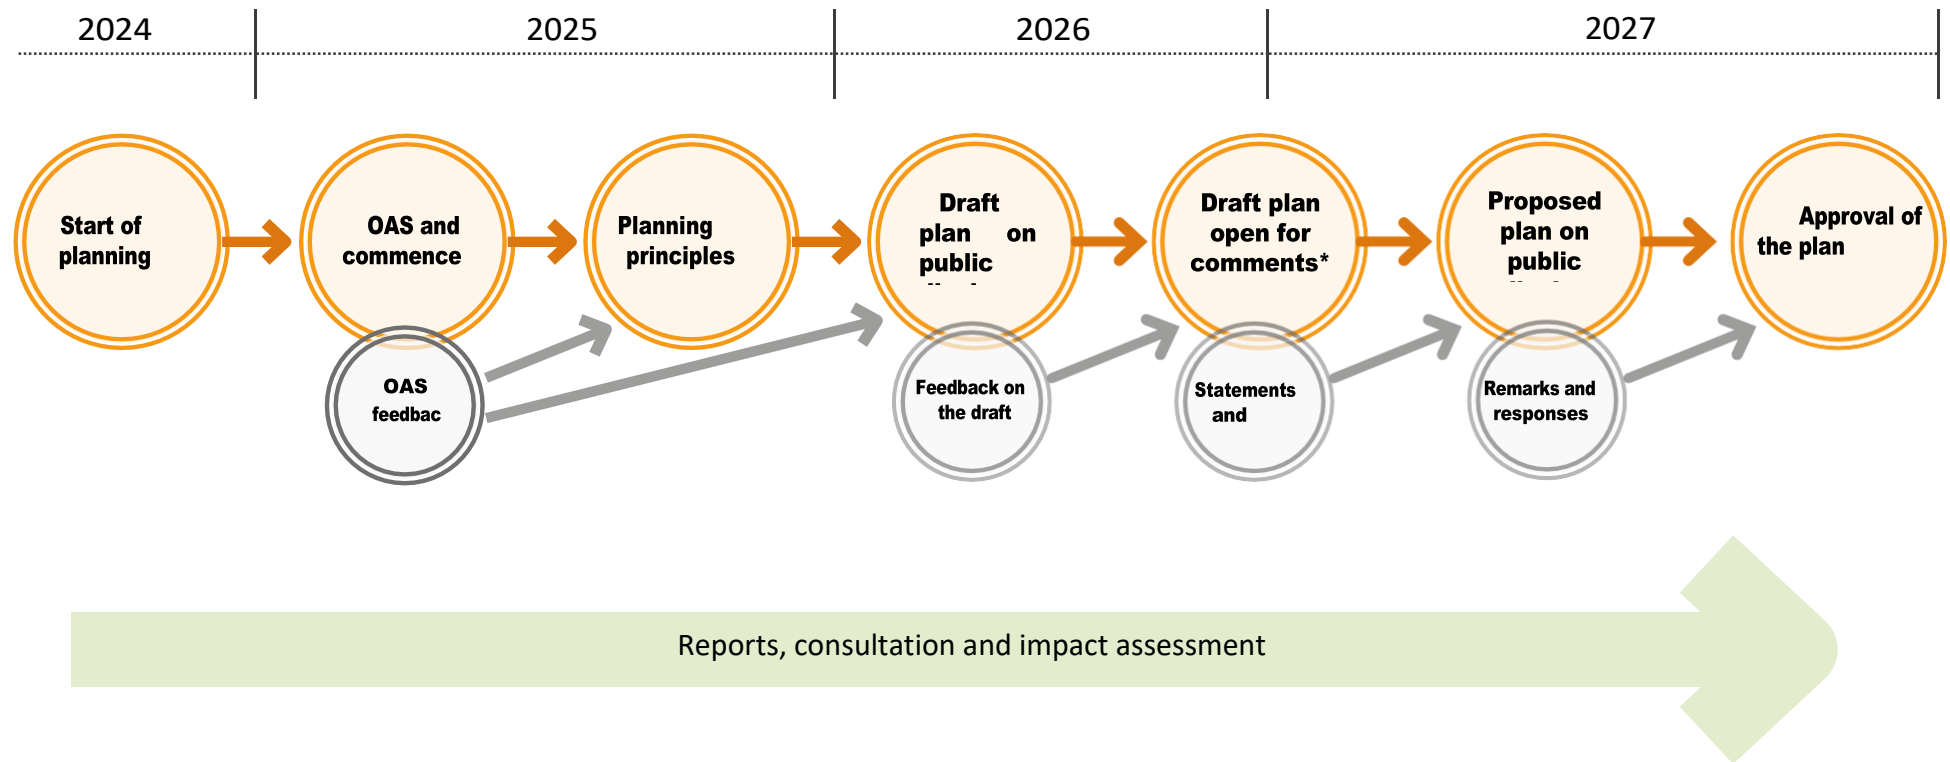 2024
2025
2026
2027
Start of
planning
OAS and
commence
Planning
principles
Draft
plan on
public
Draft plan
open for
comments*
Proposed
plan on
public
Approval of
the plan
OAS
feedbac
Feedback on
the draft
Statements
and
Remarks and
responses
Reports, consultation and impact assessment